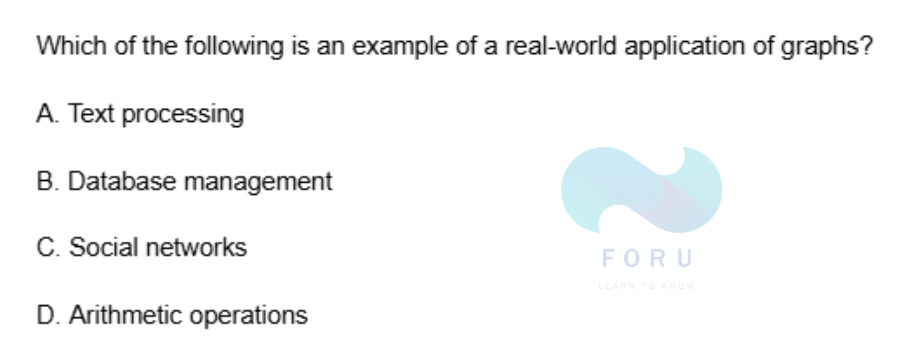 Which of the following is an example of a real-world application of graphs?
A. Text processing
B. Database management
C. Social networks
FORU
LEARN TO KNOW
D. Arithmetic operations